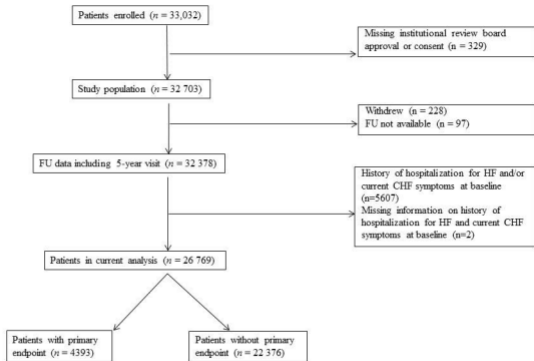 Patients enrolled (n = 33,032)
Missing institutional review board
approval or consent (n = 329)
Study population (n = 32 703)
Withdrew (n = 228)
FU not available (n = 97)
FU data including 5-year visit (n = 32 378)
History of hospitalization for HF and/or
current CHF symptoms at baseline
(n=5607)
Missing information on history of
hospitalization for HF and current CHF
symptoms at baseline (n=2)
Patients in current analysis (n = 26 769)
Patients with primary
endpoint (n = 4393)
Patients without primary
endpoint (n = 22 376)